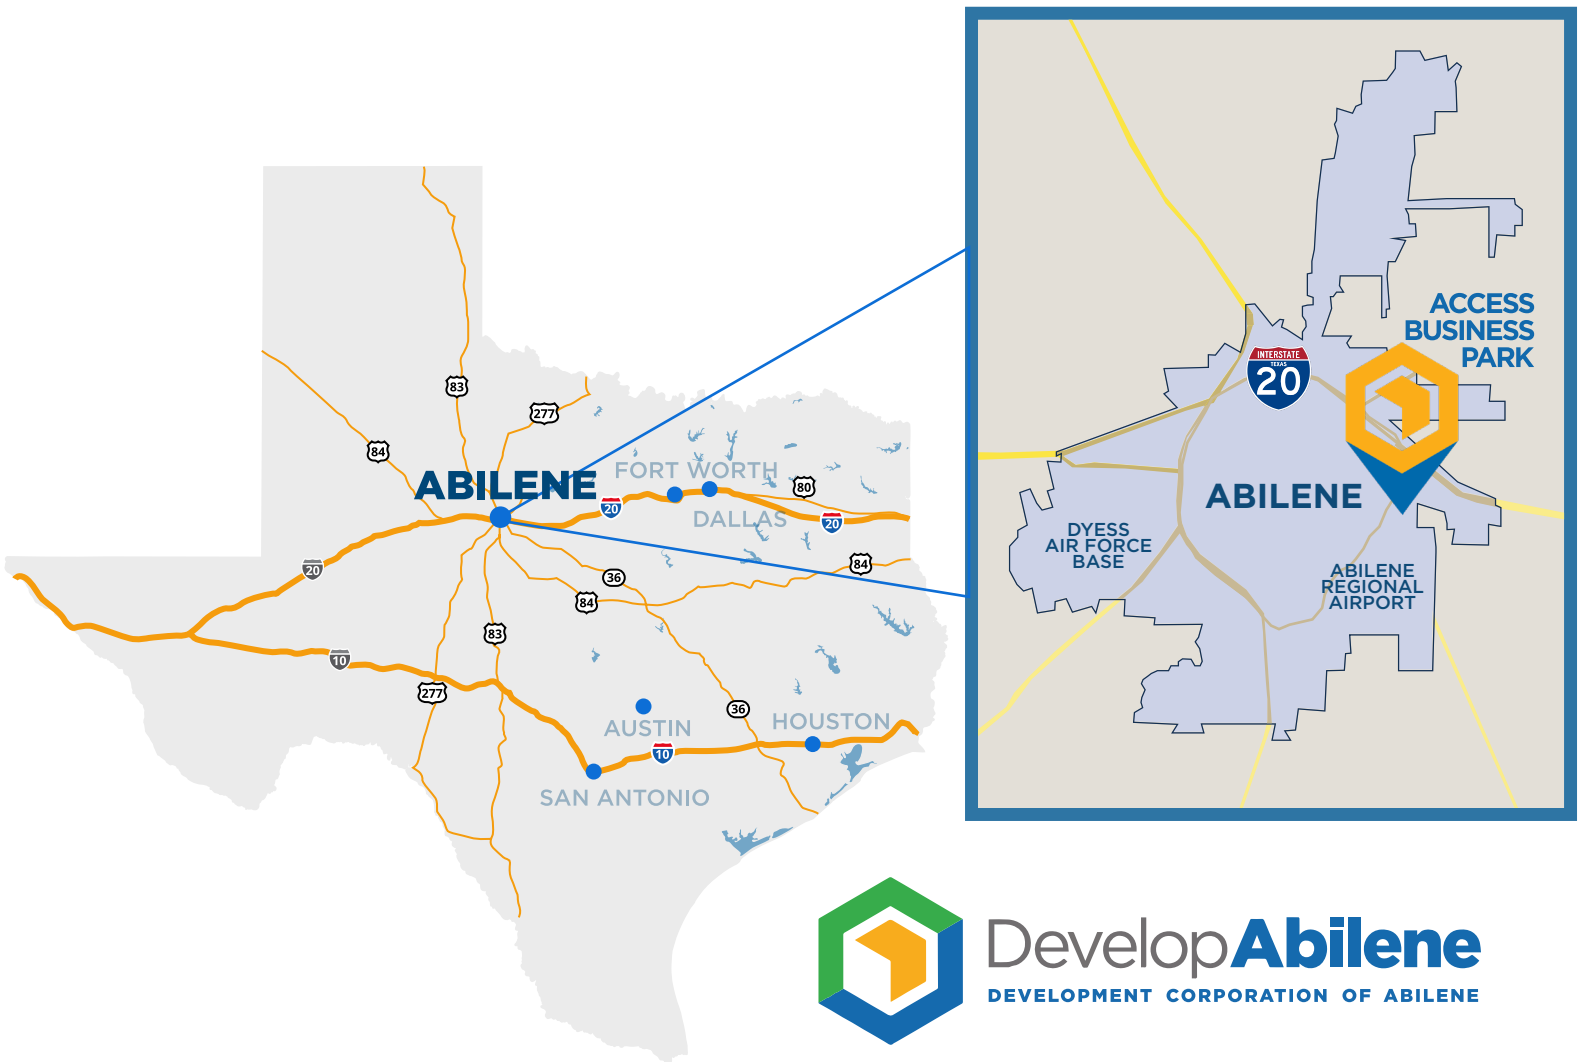 83
277
84
ABILENE
FORT WORTH
80
20
DALLAS
20
20
84
36
84
83
10
277
36
AUSTIN
HOUSTON
10
SAN ANTONIO
ACCESS
BUSINESS
PARK
INTERSTATE
TEXAS
20
ABILENE
DYESS
AIR FORCE
BASE
ABILENE
REGIONAL
AIRPORT
DevelopAbilene
DEVELOPMENT CORPORATION OF ABILENE